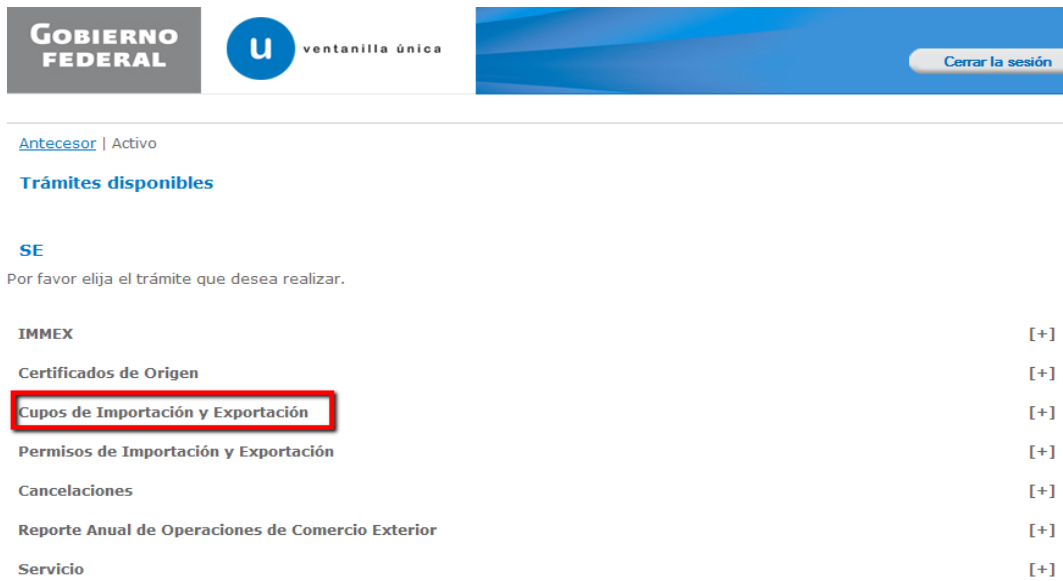 GOBIERNO
FEDERAL
u ventanilla única
Cerrar la sesión
Antecesor | Activo
Trámites disponibles
SE
Por favor elija el trámite que desea realizar.
IMMEX [+]
Certificados de Origen [+]
Cupos de Importación y Exportación [+]
Permisos de Importación y Exportación [+]
Cancelaciones [+]
Reporte Anual de Operaciones de Comercio Exterior [+]
Servicio [+]